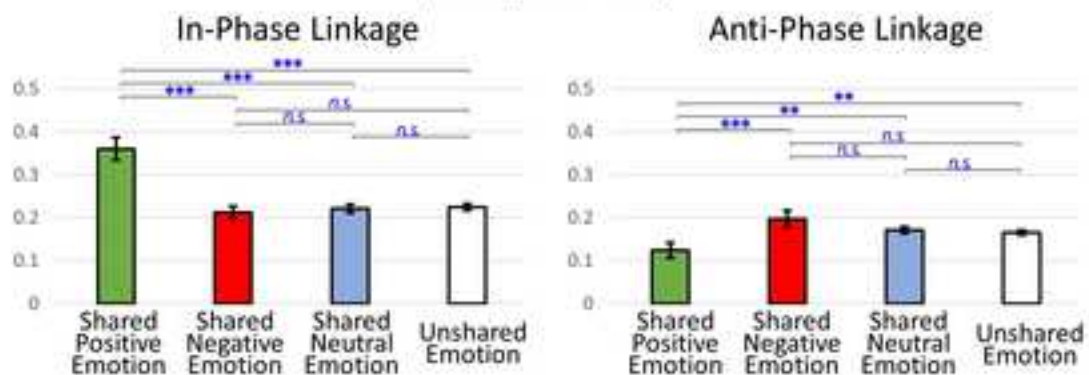 In-Phase Linkage
0.5
0.4
0.3
0.2
0.1
0
***
***
***
n.s.
n.s.
n.s.
Shared Positive Emotion
Shared Negative Emotion
Shared Neutral Emotion
Unshared Emotion
Anti-Phase Linkage
0.5
0.4
0.3
0.2
0.1
0
**
**
***
n.s.
n.s.
n.s.
Shared Positive Emotion
Shared Negative Emotion
Shared Neutral Emotion
Unshared Emotion